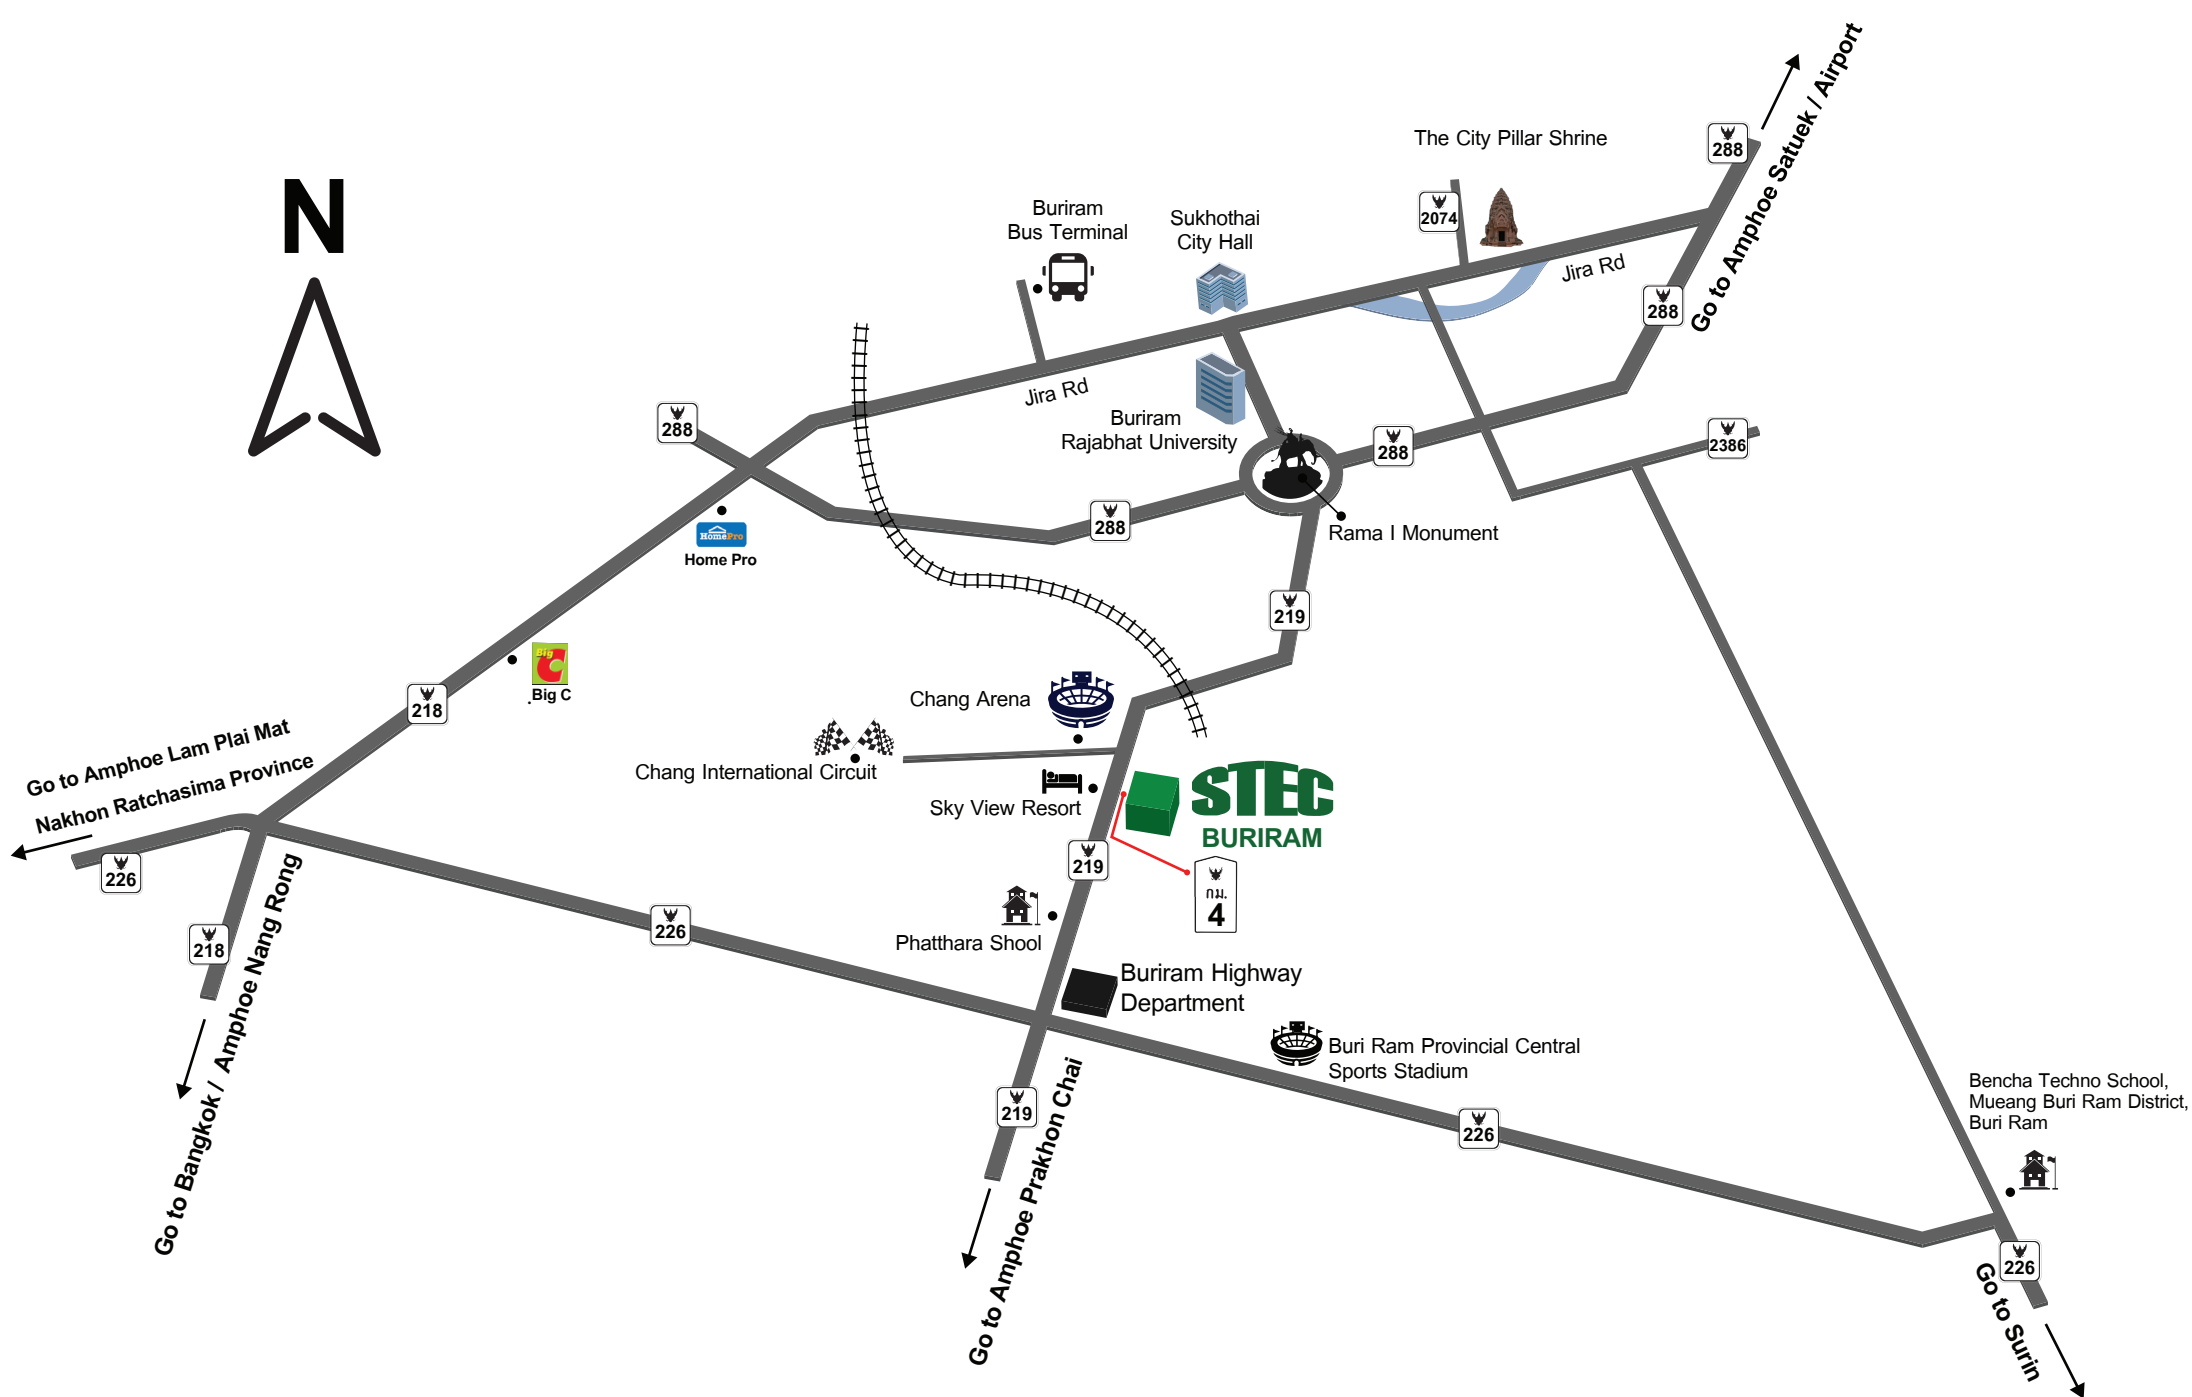 N
The City Pillar Shrine
288
Go to Amphoe Satuek / Airport
2074
Buriram
Bus Terminal
Sukhothai
City Hall
Jira Rd
288
Jira Rd
288
Buriram
Rajabhat University
288
2386
288
Rama I Monument
HomePro
Home Pro
219
Big C
.Big C
218
Chang Arena
Go to Amphoe Lam Plai Mat
Nakhon Ratchasima Province
Chang International Circuit
Sky View Resort
STEC
BURIRAM
226
219
กม.
4
218
226
Phatthara Shool
Go to Bangkok / Amphoe Nang Rong
Buriram Highway
Department
Buri Ram Provincial Central
Sports Stadium
219
Go to Amphoe Prakhon Chai
226
Bencha Techno School,
Mueang Buri Ram District,
Buri Ram
226
Go to Surin